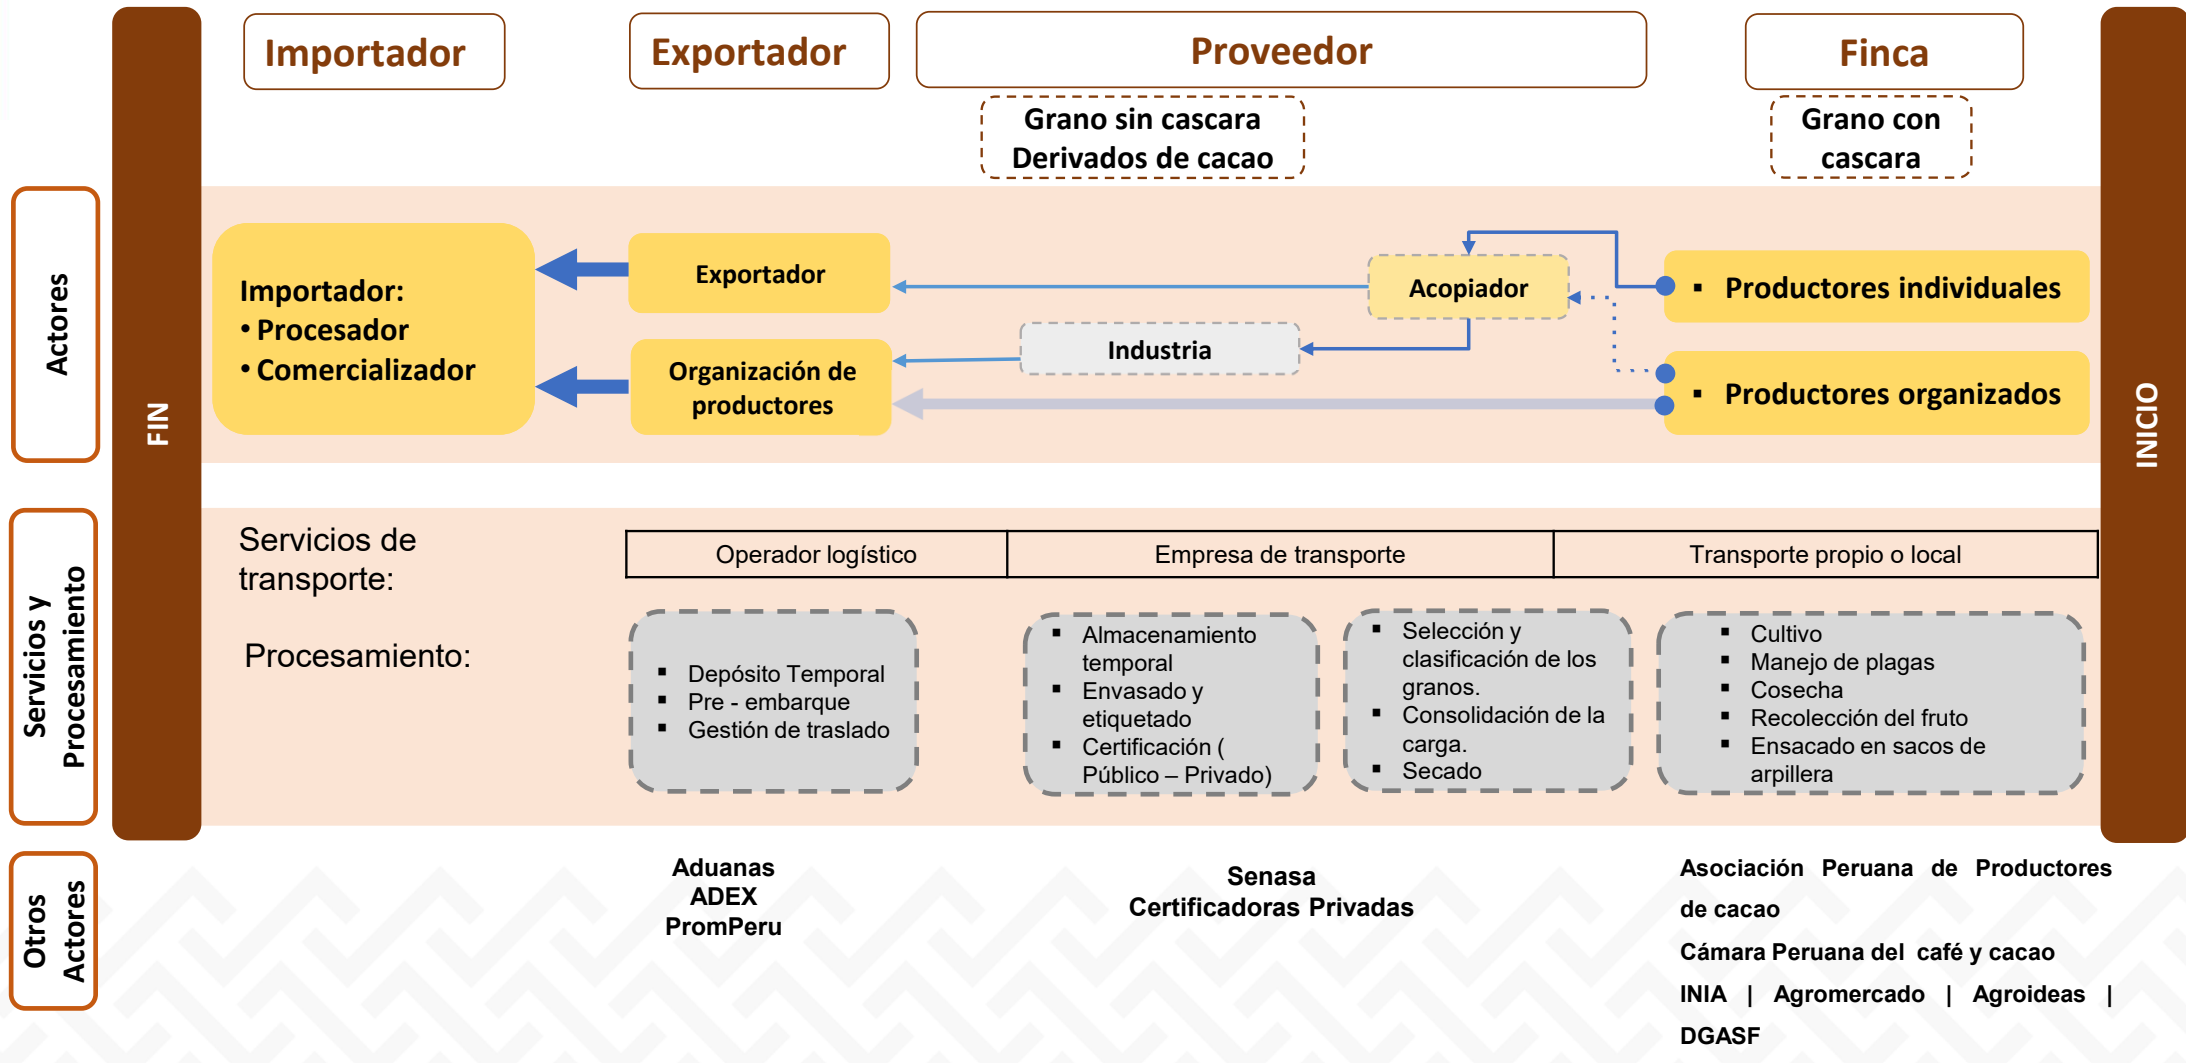 Importador
Exportador
Proveedor
Finca
Grano sin cascara
Derivados de cacao
Grano con
cascara
FIN
INICIO
Actores
Importador:
• Procesador
• Comercializador
Exportador
Organización de
productores
Industria
Acopiador
▪ Productores individuales
▪ Productores organizados
Servicios y
Procesamiento
Servicios de
transporte:
Operador logístico
Empresa de transporte
Transporte propio o local
Procesamiento:
▪ Depósito Temporal
▪ Pre - embarque
▪ Gestión de traslado
▪ Almacenamiento
temporal
▪ Envasado y
etiquetado
▪ Certificación (
Público – Privado)
▪ Selección y
clasificación de los
granos.
▪ Consolidación de la
carga.
▪ Secado
▪ Cultivo
▪ Manejo de plagas
▪ Cosecha
▪ Recolección del fruto
▪ Ensacado en sacos de
arpillera
Otros
Actores
Aduanas
ADEX
PromPeru
Senasa
Certificadoras Privadas
Asociación Peruana de Productores
de cacao
Cámara Peruana del café y cacao
INIA | Agromercado | Agroideas |
DGASF